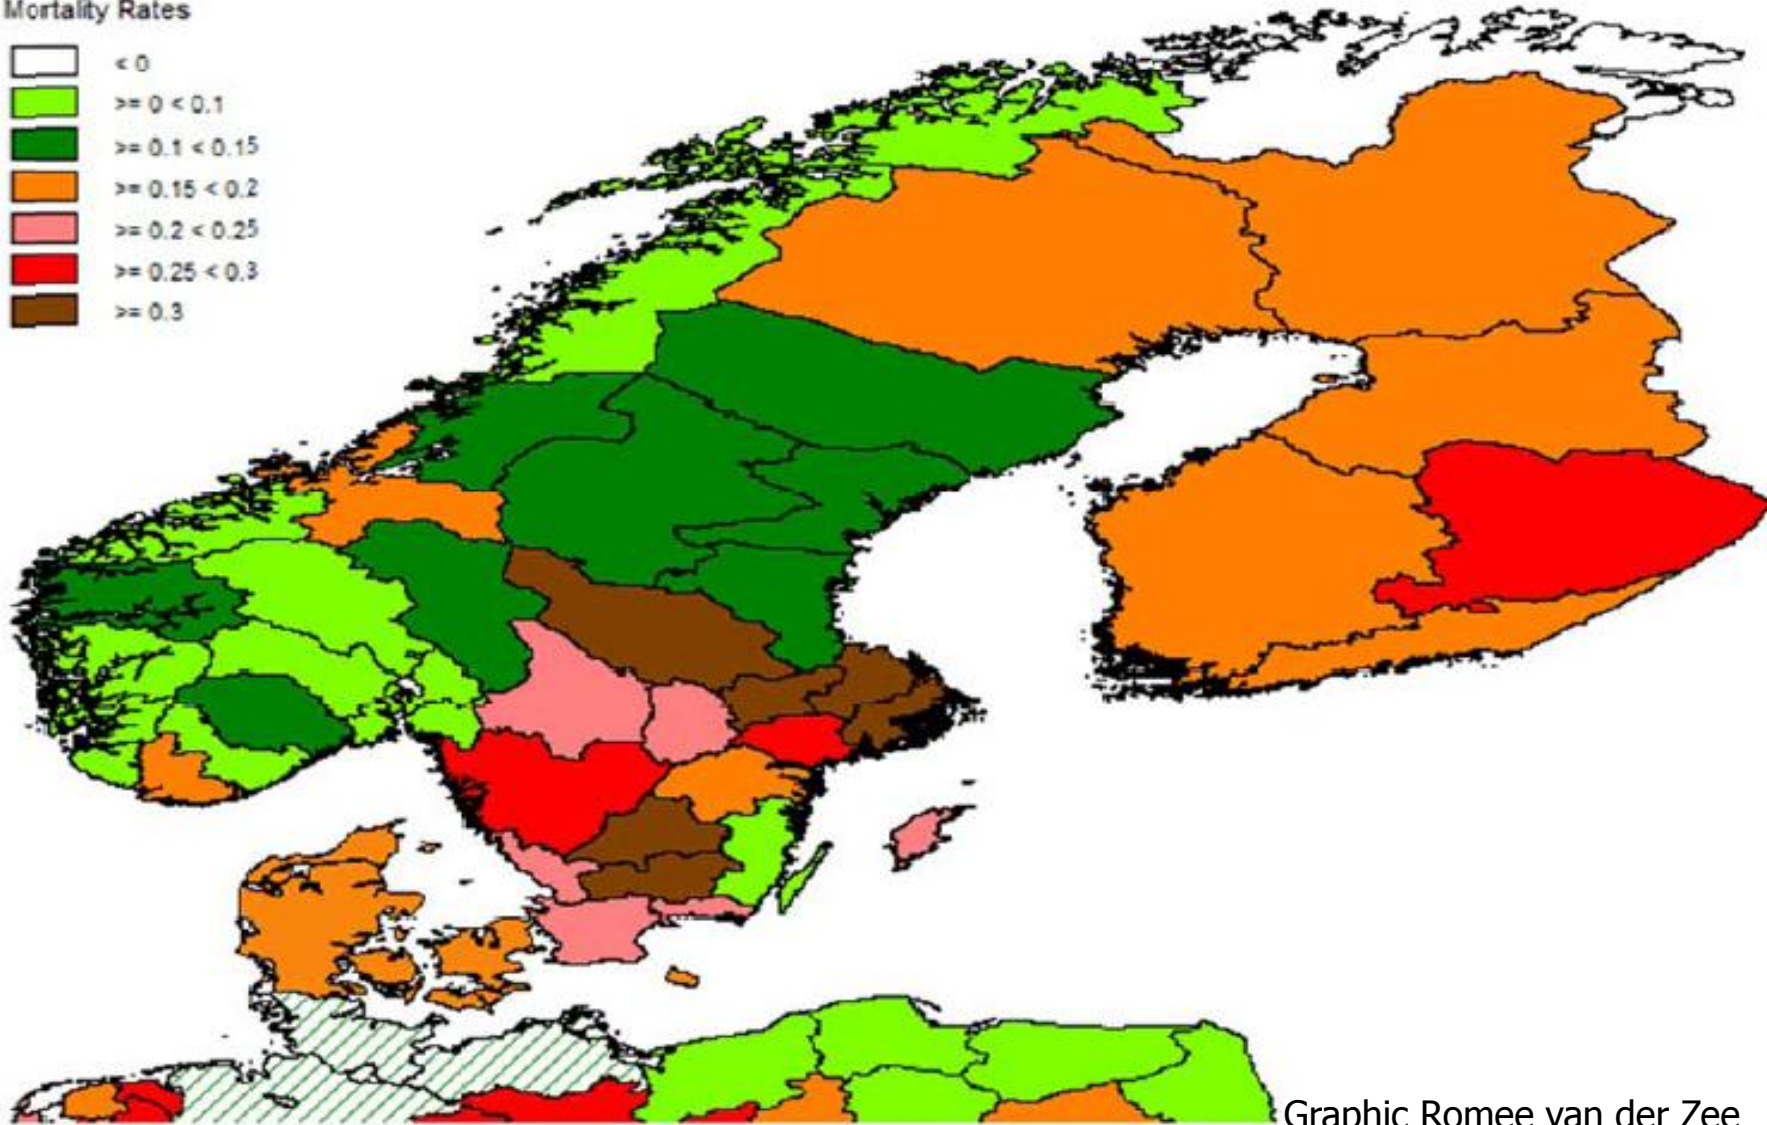 Mortality Rates
< 0
>= 0 < 0.1
>= 0.1 < 0.15
>= 0.15 < 0.2
>= 0.2 < 0.25
>= 0.25 < 0.3
>= 0.3
Graphic Romee van der Zee